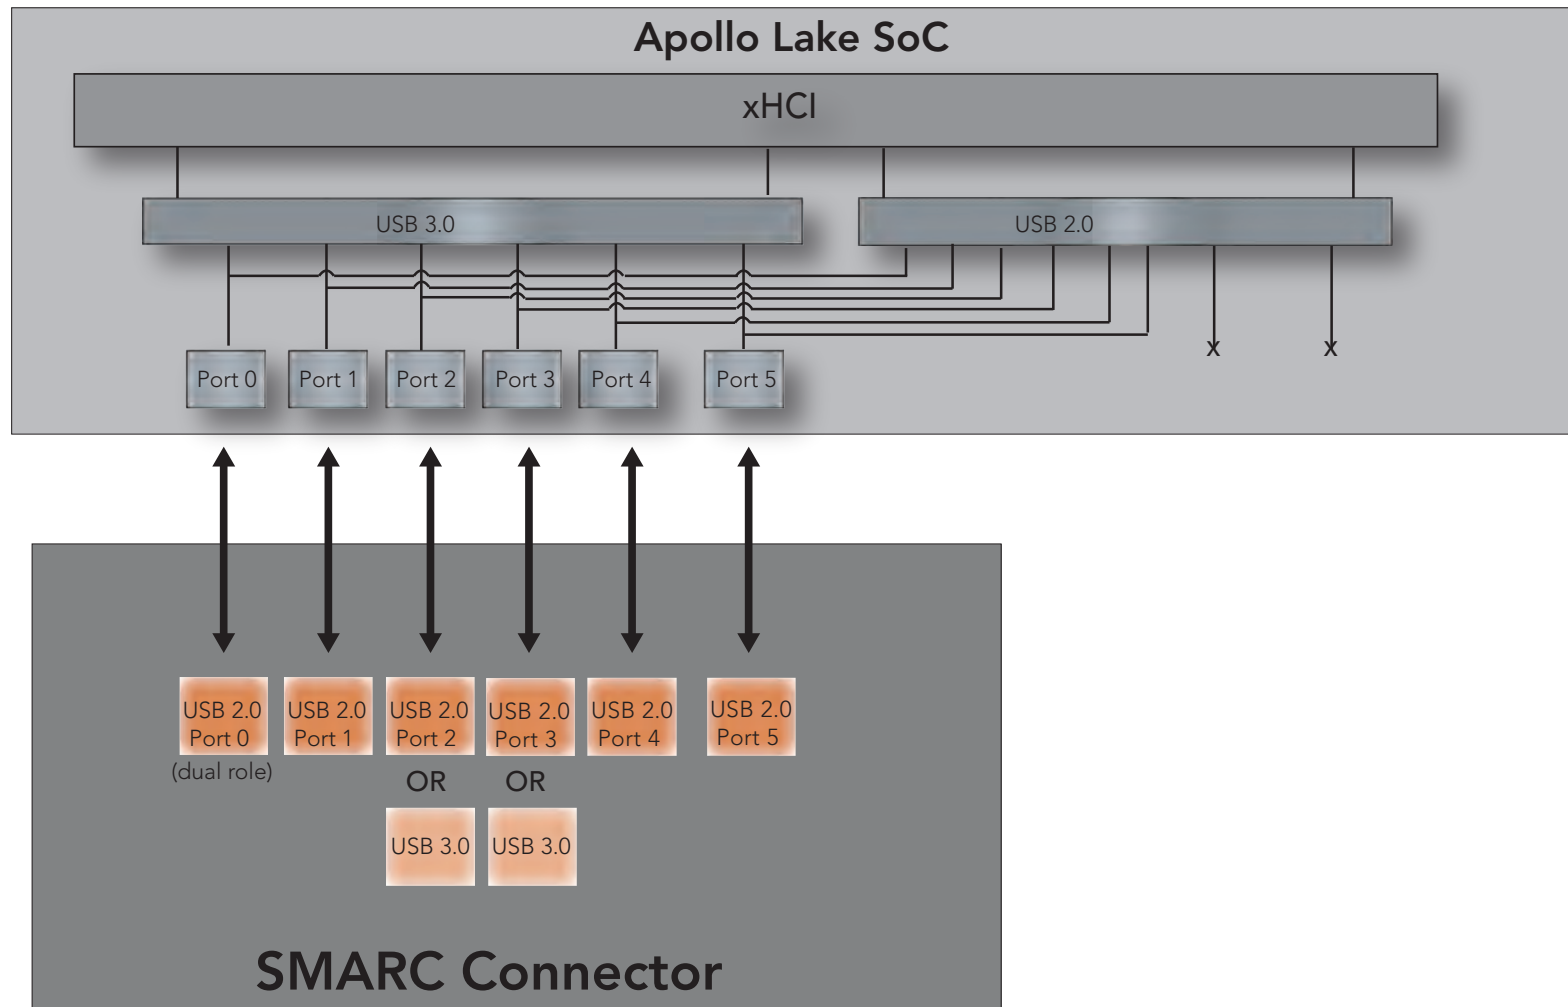 Apollo Lake SoC
xHCI
USB 3.0
USB 2.0
X
X
Port 0
Port 1
Port 2
Port 3
Port 4
Port 5
USB 2.0
Port 0
USB 2.0
Port 1
USB 2.0
Port 2
USB 2.0
Port 3
USB 2.0
Port 4
USB 2.0
Port 5
(dual role)
OR
OR
USB 3.0
USB 3.0
SMARC Connector